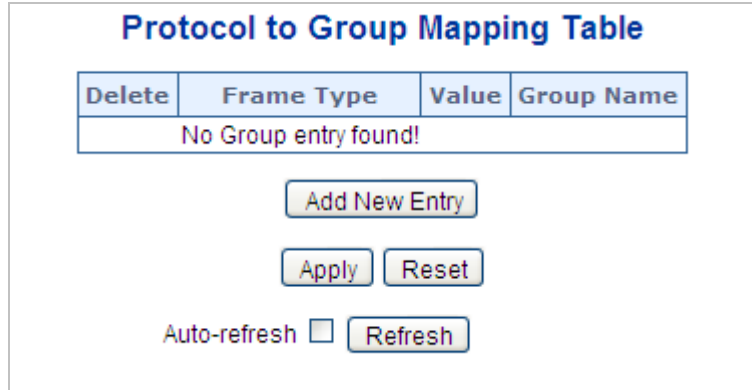 Protocol to Group Mapping Table
Delete Frame Type Value Group Name
No Group entry found!
Add New Entry
Apply Reset
Auto-refresh Refresh